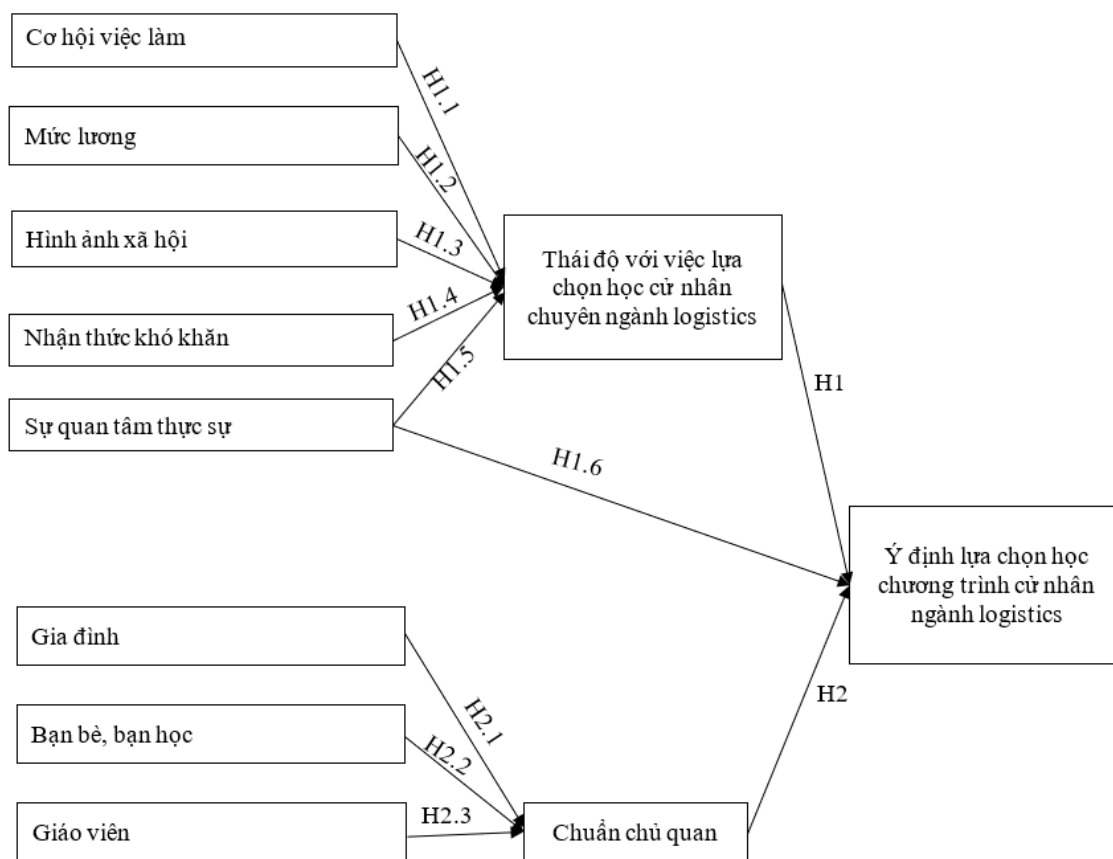 Cơ hội việc làm
H1.1
Mức lương
H1.2
Hình ảnh xã hội
H1.3
Thái độ với việc lựa
chọn học cử nhân
chuyên ngành logistics
Nhận thức khó khăn
H1.4
H1.5
Sự quan tâm thực sự
H1
H1.6
Ý định lựa chọn học
chương trình cử nhân
ngành logistics
Gia đình
H2.1
H2
Bạn bè, bạn học
H2.2
Giáo viên
H2.3
Chuẩn chủ quan